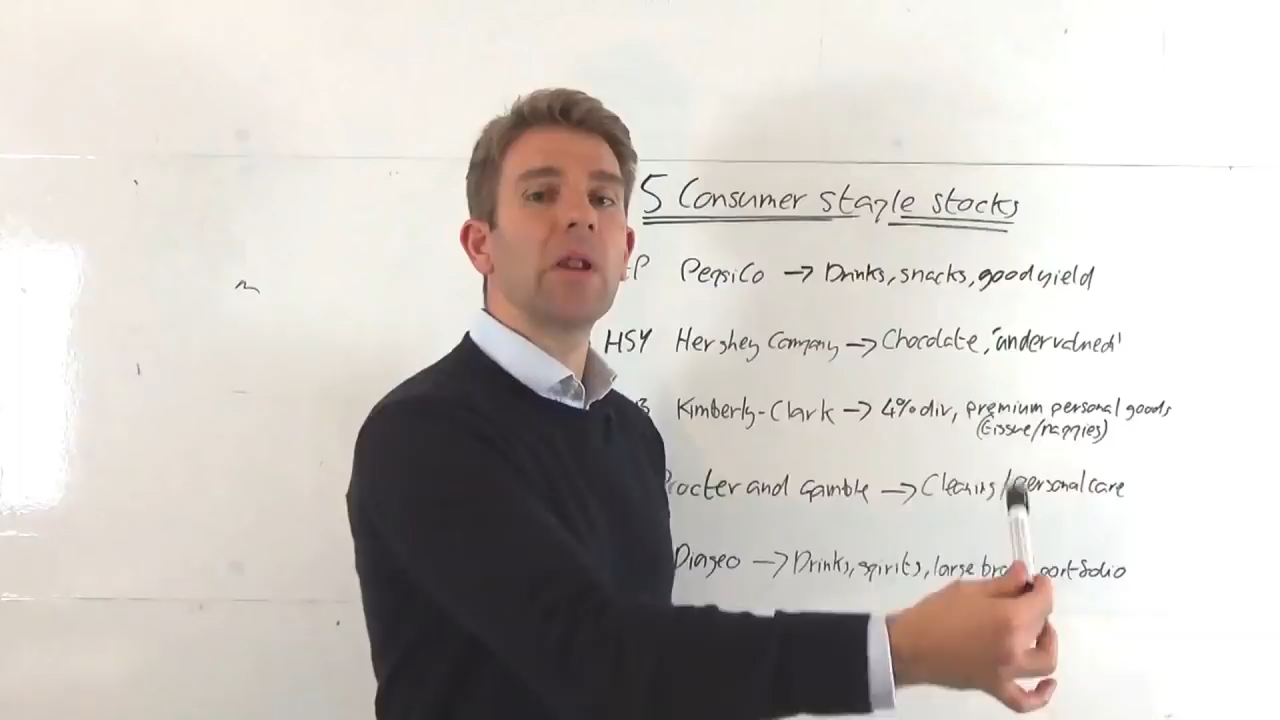 5 Consumer staple stocks
EP PepsiCo → Drinks, snacks, good yield
HSY Hershey Company → Chocolate, 'undervalued'
B Kimberly-Clark → 4% div, premium personal goods
(tissue/nappies)
Procter and Gamble → Cleaning/personal care
Diageo → Drinks, spirits, large brand portfolio